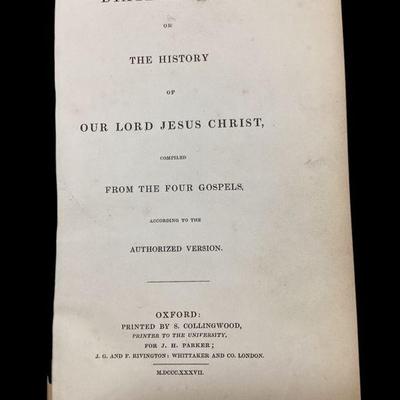 OR
THE HISTORY
OF
OUR LORD JESUS CHRIST,
COMPILED
FROM THE FOUR GOSPELS,
ACCORDING TO THE
AUTHORIZED VERSION.
OXFORD:
PRINTED BY S. COLLINGWOOD,
PRINTER TO THE UNIVERSITY,
FOR J. H. PARKER;
J. G. AND F. RIVINGTON: WHITTAKER AND CO. LONDON.
M.DCCC.XXXVII.